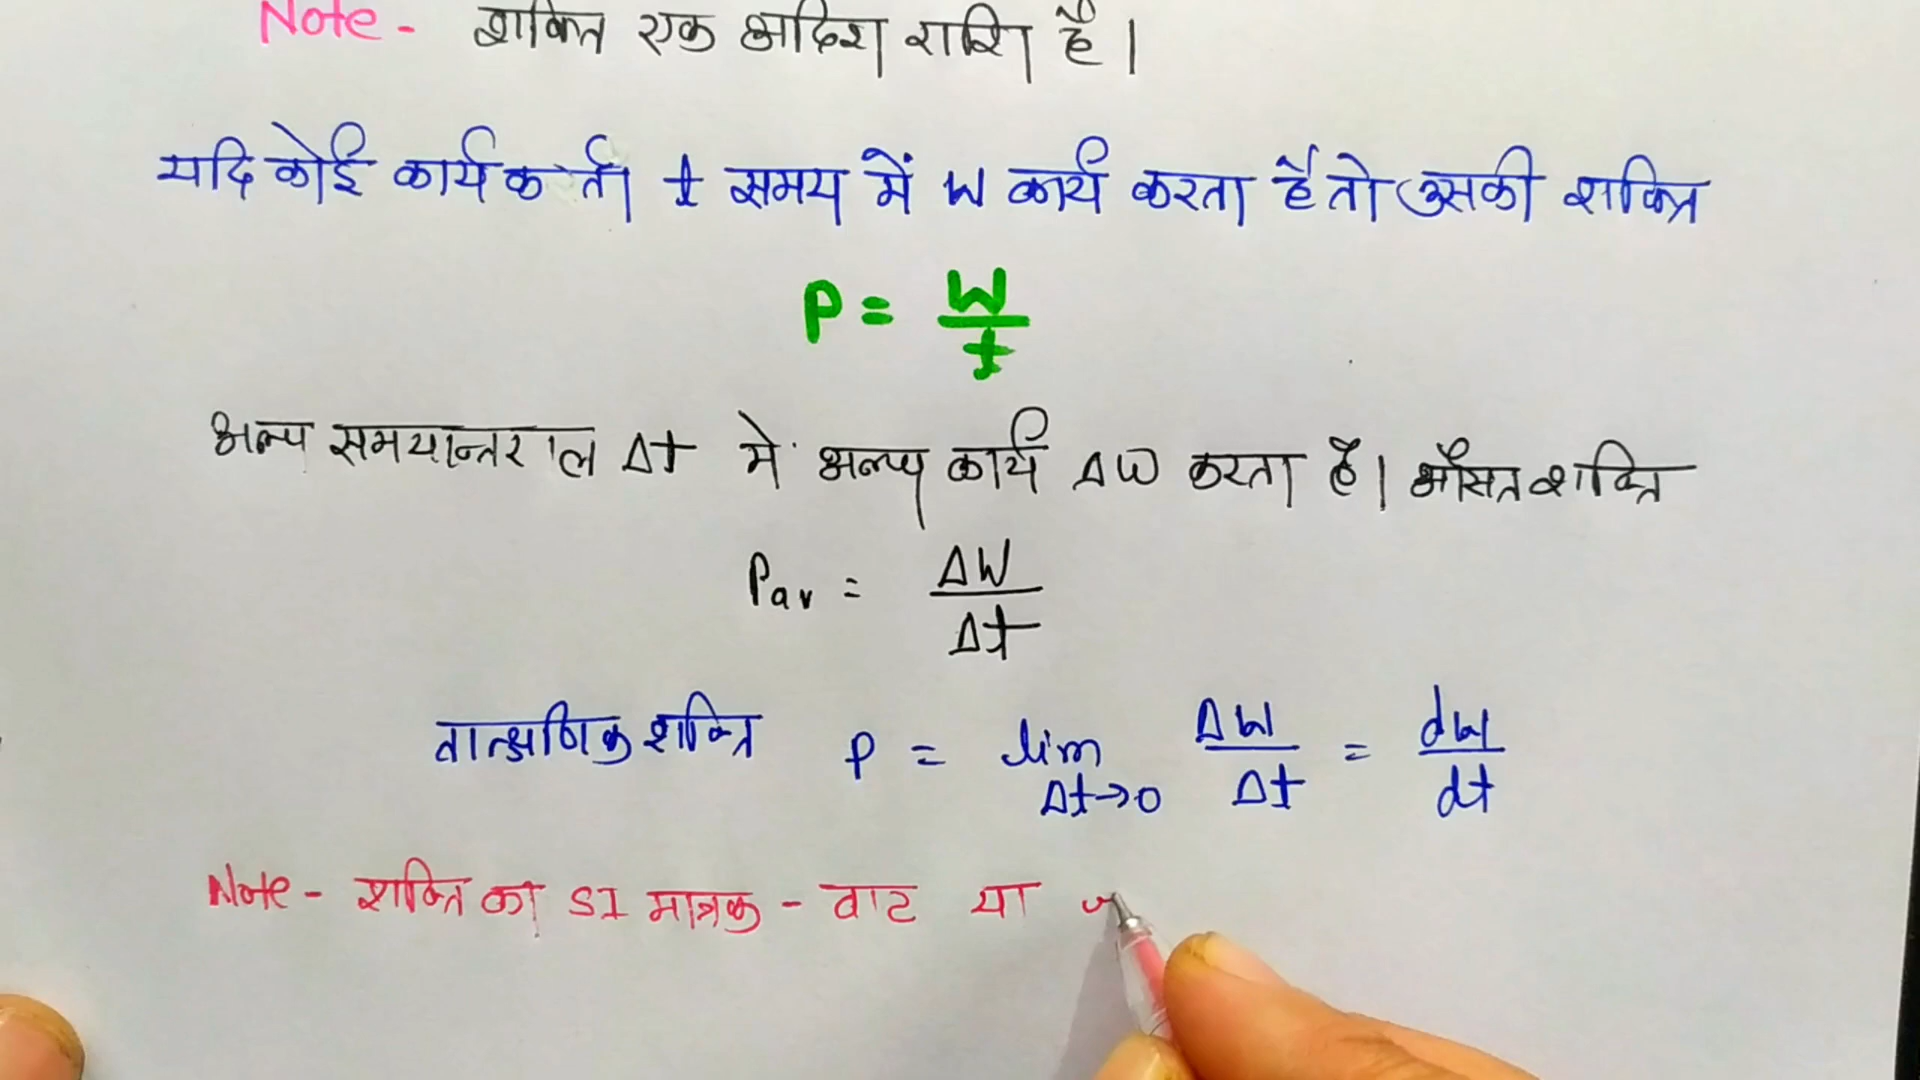 Note - शक्ति एक अदिश राशि है।
यदि कोई कार्यकर्ता t समय में W कार्य करता है तो उसकी शक्ति
P = W/t
अल्प समयान्तराल Δt में अल्प कार्य ΔW करता है। औसत शक्ति
Pav = ΔW/Δt
तात्क्षणिक शक्ति P = lim Δt→0 ΔW/Δt = dW/dt
Note - शक्ति का SI मात्रक - वाट या